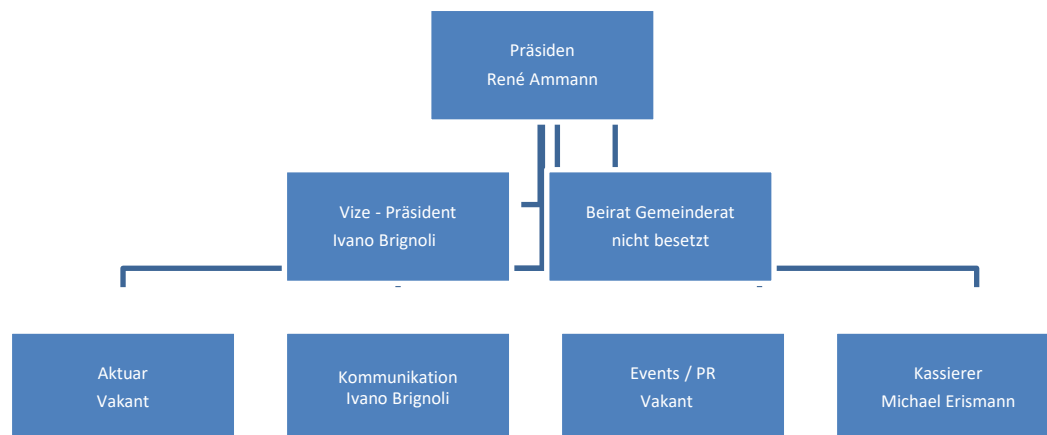 Präsiden
René Ammann
Vize - Präsident
Ivano Brignoli
Beirat Gemeinderat
nicht besetzt
Aktuar
Vakant
Kommunikation
Ivano Brignoli
Events / PR
Vakant
Kassierer
Michael Erismann